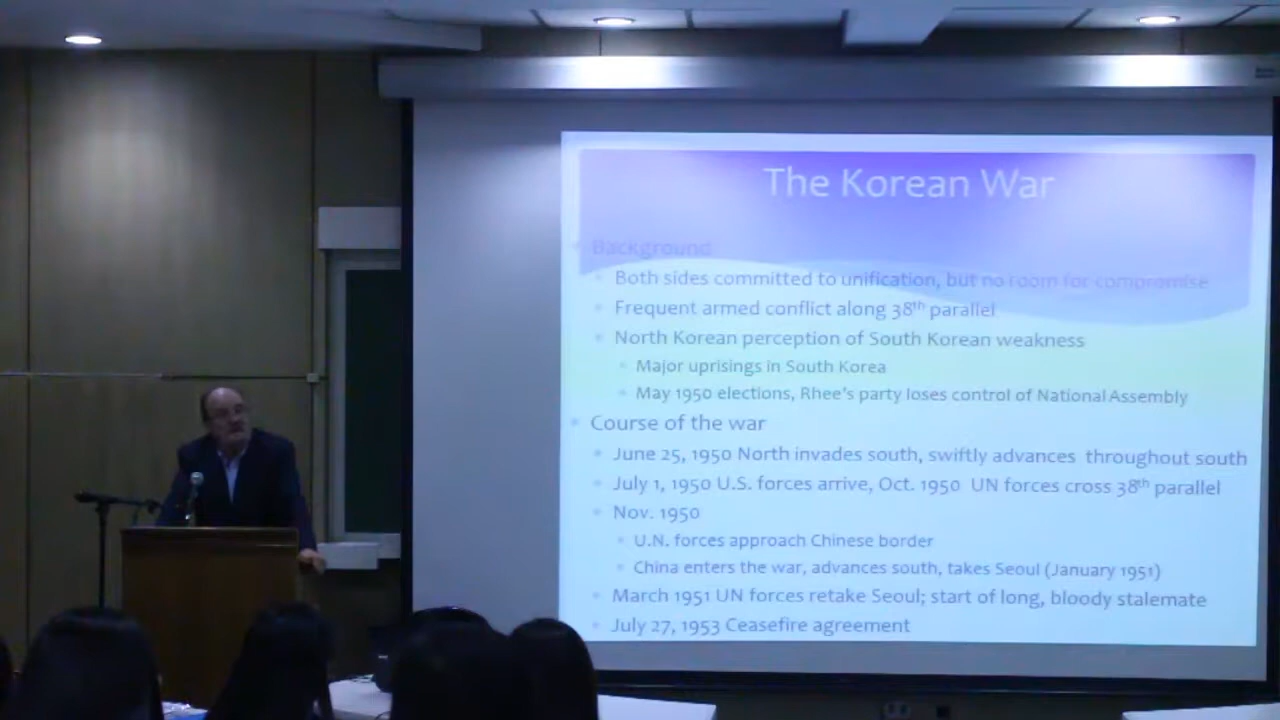 The Korean War
Background
Both sides committed to unification, but no room for compromise
Frequent armed conflict along 38th parallel
North Korean perception of South Korean weakness
Major uprisings in South Korea
May 1950 elections, Rhee's party loses control of National Assembly
Course of the war
June 25, 1950 North invades south, swiftly advances throughout south
July 1, 1950 U.S. forces arrive, Oct. 1950 UN forces cross 38th parallel
Nov. 1950
U.N. forces approach Chinese border
China enters the war, advances south, takes Seoul (January 1951)
March 1951 UN forces retake Seoul; start of long, bloody stalemate
July 27, 1953 Ceasefire agreement